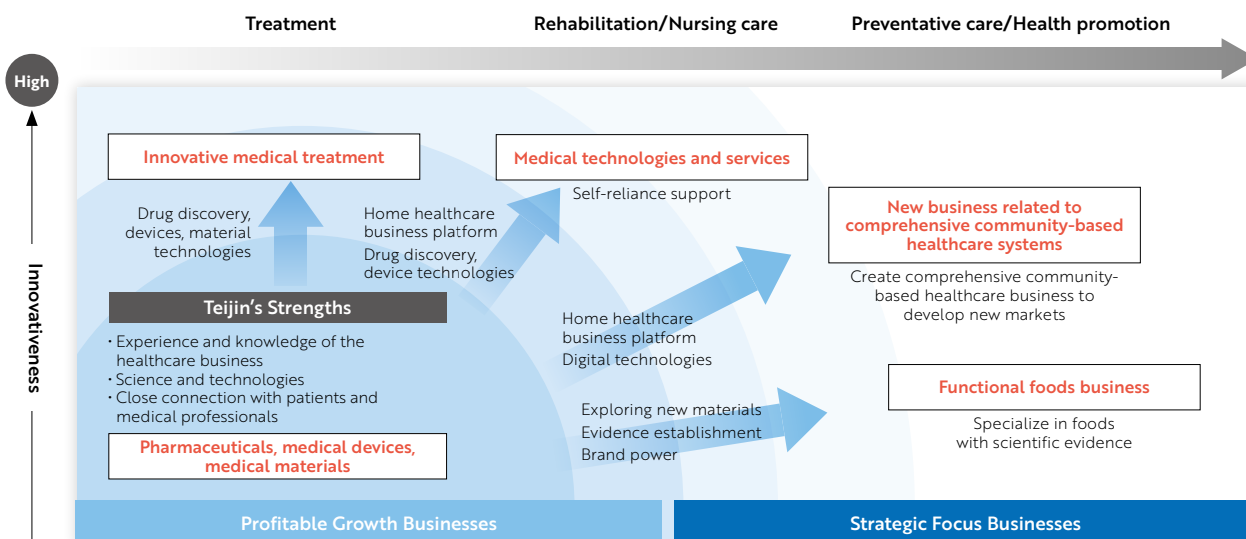 Treatment
Rehabilitation/Nursing care
Preventative care/Health promotion
High
Innovativeness
Innovative medical treatment
Drug discovery,
devices, material
technologies
Home healthcare
business platform
Drug discovery,
device technologies
Medical technologies and services
Self-reliance support
New business related to
comprehensive community-based
healthcare systems
Create comprehensive community-
based healthcare business to
develop new markets
Teijin’s Strengths
・Experience and knowledge of the
healthcare business
・Science and technologies
・Close connection with patients and
medical professionals
Pharmaceuticals, medical devices,
medical materials
Home healthcare
business platform
Digital technologies
Exploring new materials
Evidence establishment
Brand power
Functional foods business
Specialize in foods
with scientific evidence
Profitable Growth Businesses
Strategic Focus Businesses